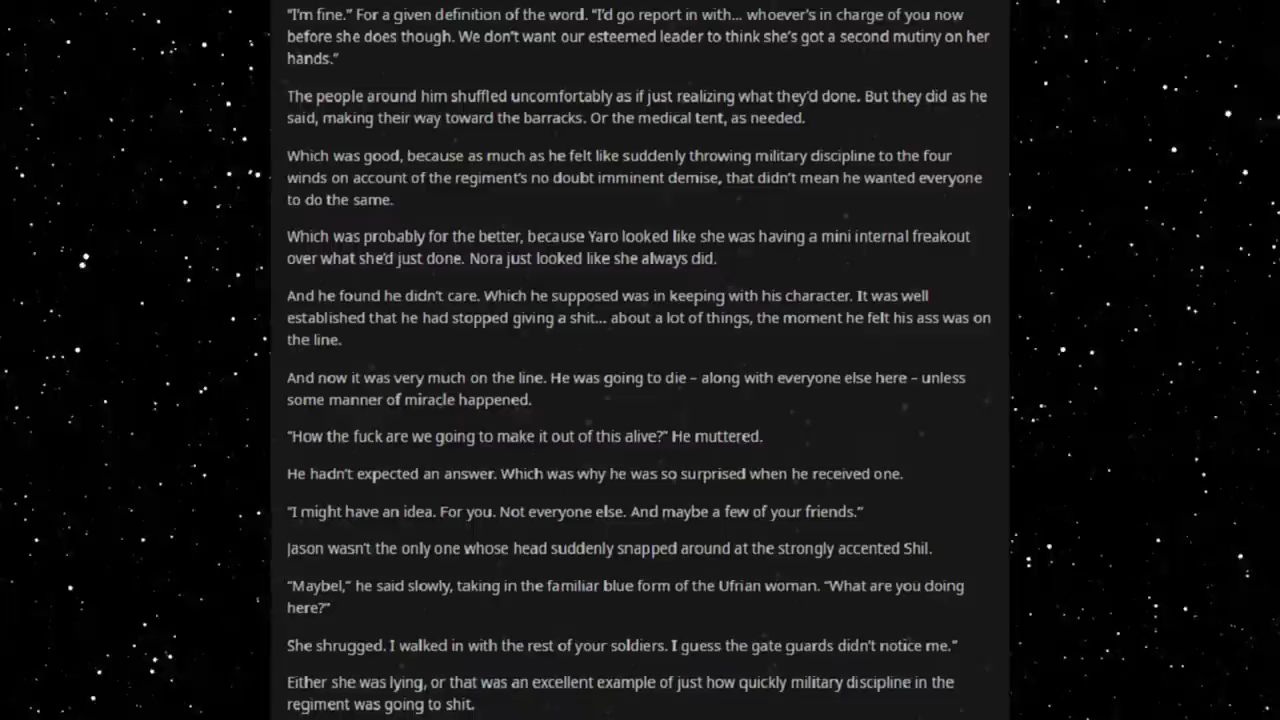 “I’m fine.” For a given definition of the word. “I’d go report in with… whoever’s in charge of you now
before she does though. We don’t want our esteemed leader to think she’s got a second mutiny on her
hands.”
The people around him shuffled uncomfortably as if just realizing what they’d done. But they did as he
said, making their way toward the barracks. Or the medical tent, as needed.
Which was good, because as much as he felt like suddenly throwing military discipline to the four
winds on account of the regiment’s no doubt imminent demise, that didn’t mean he wanted everyone
to do the same.
Which was probably for the better, because Yaro looked like she was having a mini internal freakout
over what she’d just done. Nora just looked like she always did.
And he found he didn’t care. Which he supposed was in keeping with his character. It was well
established that he had stopped giving a shit… about a lot of things, the moment he felt his ass was on
the line.
And now it was very much on the line. He was going to die – along with everyone else here – unless
some manner of miracle happened.
“How the fuck are we going to make it out of this alive?” He muttered.
He hadn’t expected an answer. Which was why he was so surprised when he received one.
“I might have an idea. For you. Not everyone else. And maybe a few of your friends.”
Jason wasn’t the only one whose head suddenly snapped around at the strongly accented Shil.
“Maybel,” he said slowly, taking in the familiar blue form of the Ufrian woman. “What are you doing
here?”
She shrugged. I walked in with the rest of your soldiers. I guess the gate guards didn’t notice me.”
Either she was lying, or that was an excellent example of just how quickly military discipline in the
regiment was going to shit.